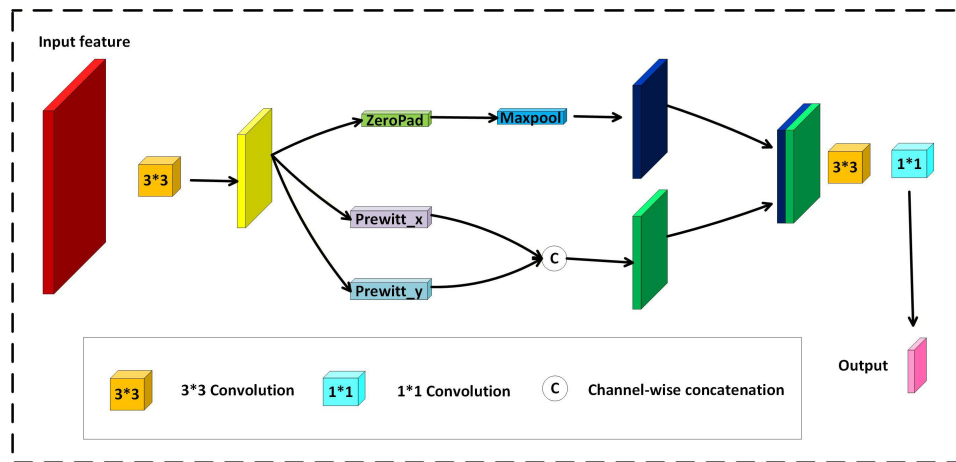 Input feature
3*3
ZeroPad
Maxpool
Prewitt_x
Prewitt_y
C
3*3
1*1
Output
3*3
3*3 Convolution
1*1
1*1 Convolution
C
Channel-wise concatenation